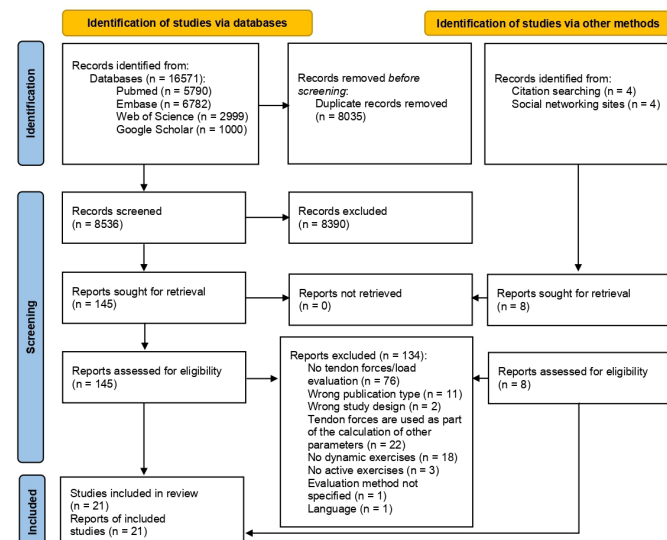 Identification of studies via databases
Identification of studies via other methods
Identification
Records identified from:
Databases (n = 16571):
Pubmed (n = 5790)
Embase (n = 6782)
Web of Science (n = 2999)
Google Scholar (n = 1000)
Records removed before
screening:
Duplicate records removed
(n = 8035)
Records identified from:
Citation searching (n = 4)
Social networking sites (n = 4)
Screening
Records screened
(n = 8536)
Records excluded
(n = 8390)
Reports sought for retrieval
(n = 145)
Reports not retrieved
(n = 0)
Reports sought for retrieval
(n = 8)
Reports assessed for eligibility
(n = 145)
Reports excluded (n = 134):
No tendon forces/load
evaluation (n = 76)
Wrong publication type (n = 11)
Wrong study design (n = 2)
Tendon forces are used as part
of the calculation of other
parameters (n = 22)
No dynamic exercises (n = 18)
No active exercises (n = 3)
Evaluation method not
specified (n = 1)
Language (n = 1)
Reports assessed for eligibility
(n = 8)
Included
Studies included in review
(n = 21)
Reports of included
studies (n = 21)